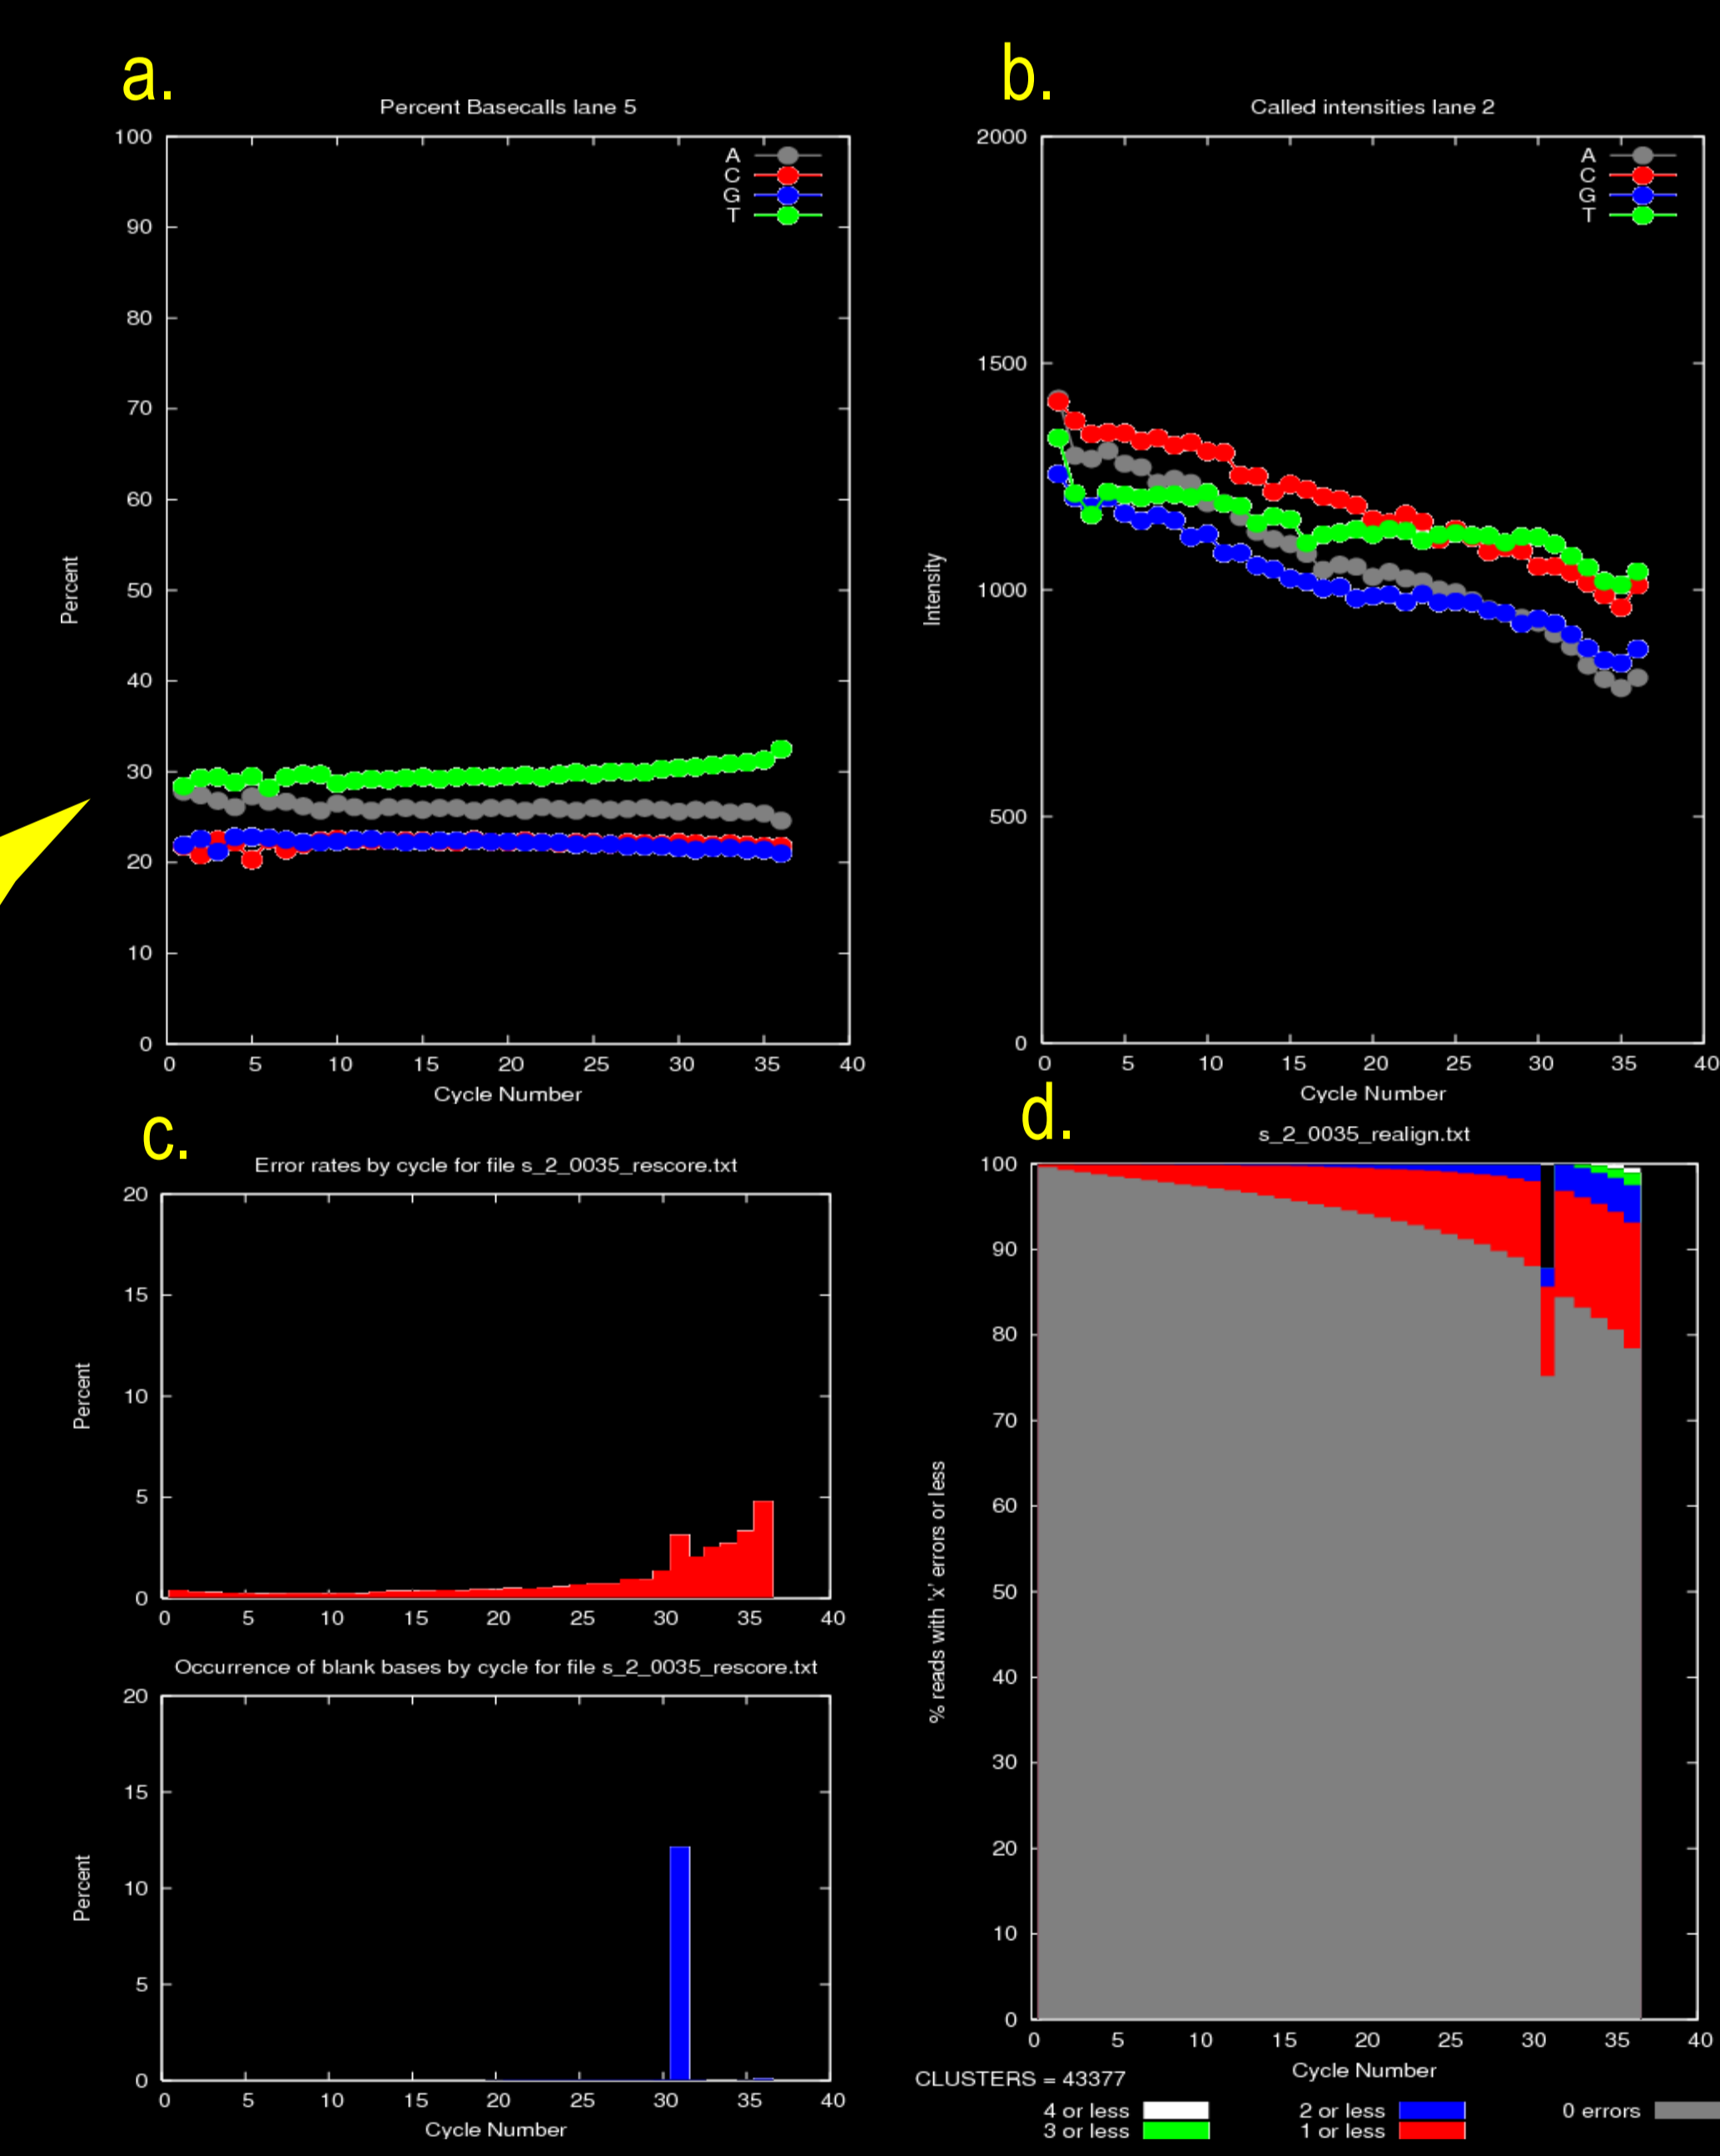 a.
Percent Basecalls lane 5
A
C
G
T
100
90
80
70
60
50
40
30
20
10
0
Percent
0 5 10 15 20 25 30 35 40
Cycle Number
b.
Called intensities lane 2
A
C
G
T
2000
1500
1000
500
0
Intensity
0 5 10 15 20 25 30 35 40
Cycle Number
c.
Error rates by cycle for file s_2_0035_rescore.txt
20
15
10
5
0
Percent
0 5 10 15 20 25 30 35 40
Occurrence of blank bases by cycle for file s_2_0035_rescore.txt
20
15
10
5
0
Percent
0 5 10 15 20 25 30 35 40
Cycle Number
d.
s_2_0035_realign.txt
100
90
80
70
60
50
40
30
20
10
0
% reads with 'x' errors or less
0 5 10 15 20 25 30 35 40
Cycle Number
CLUSTERS = 43377
4 or less 2 or less 0 errors
3 or less 1 or less